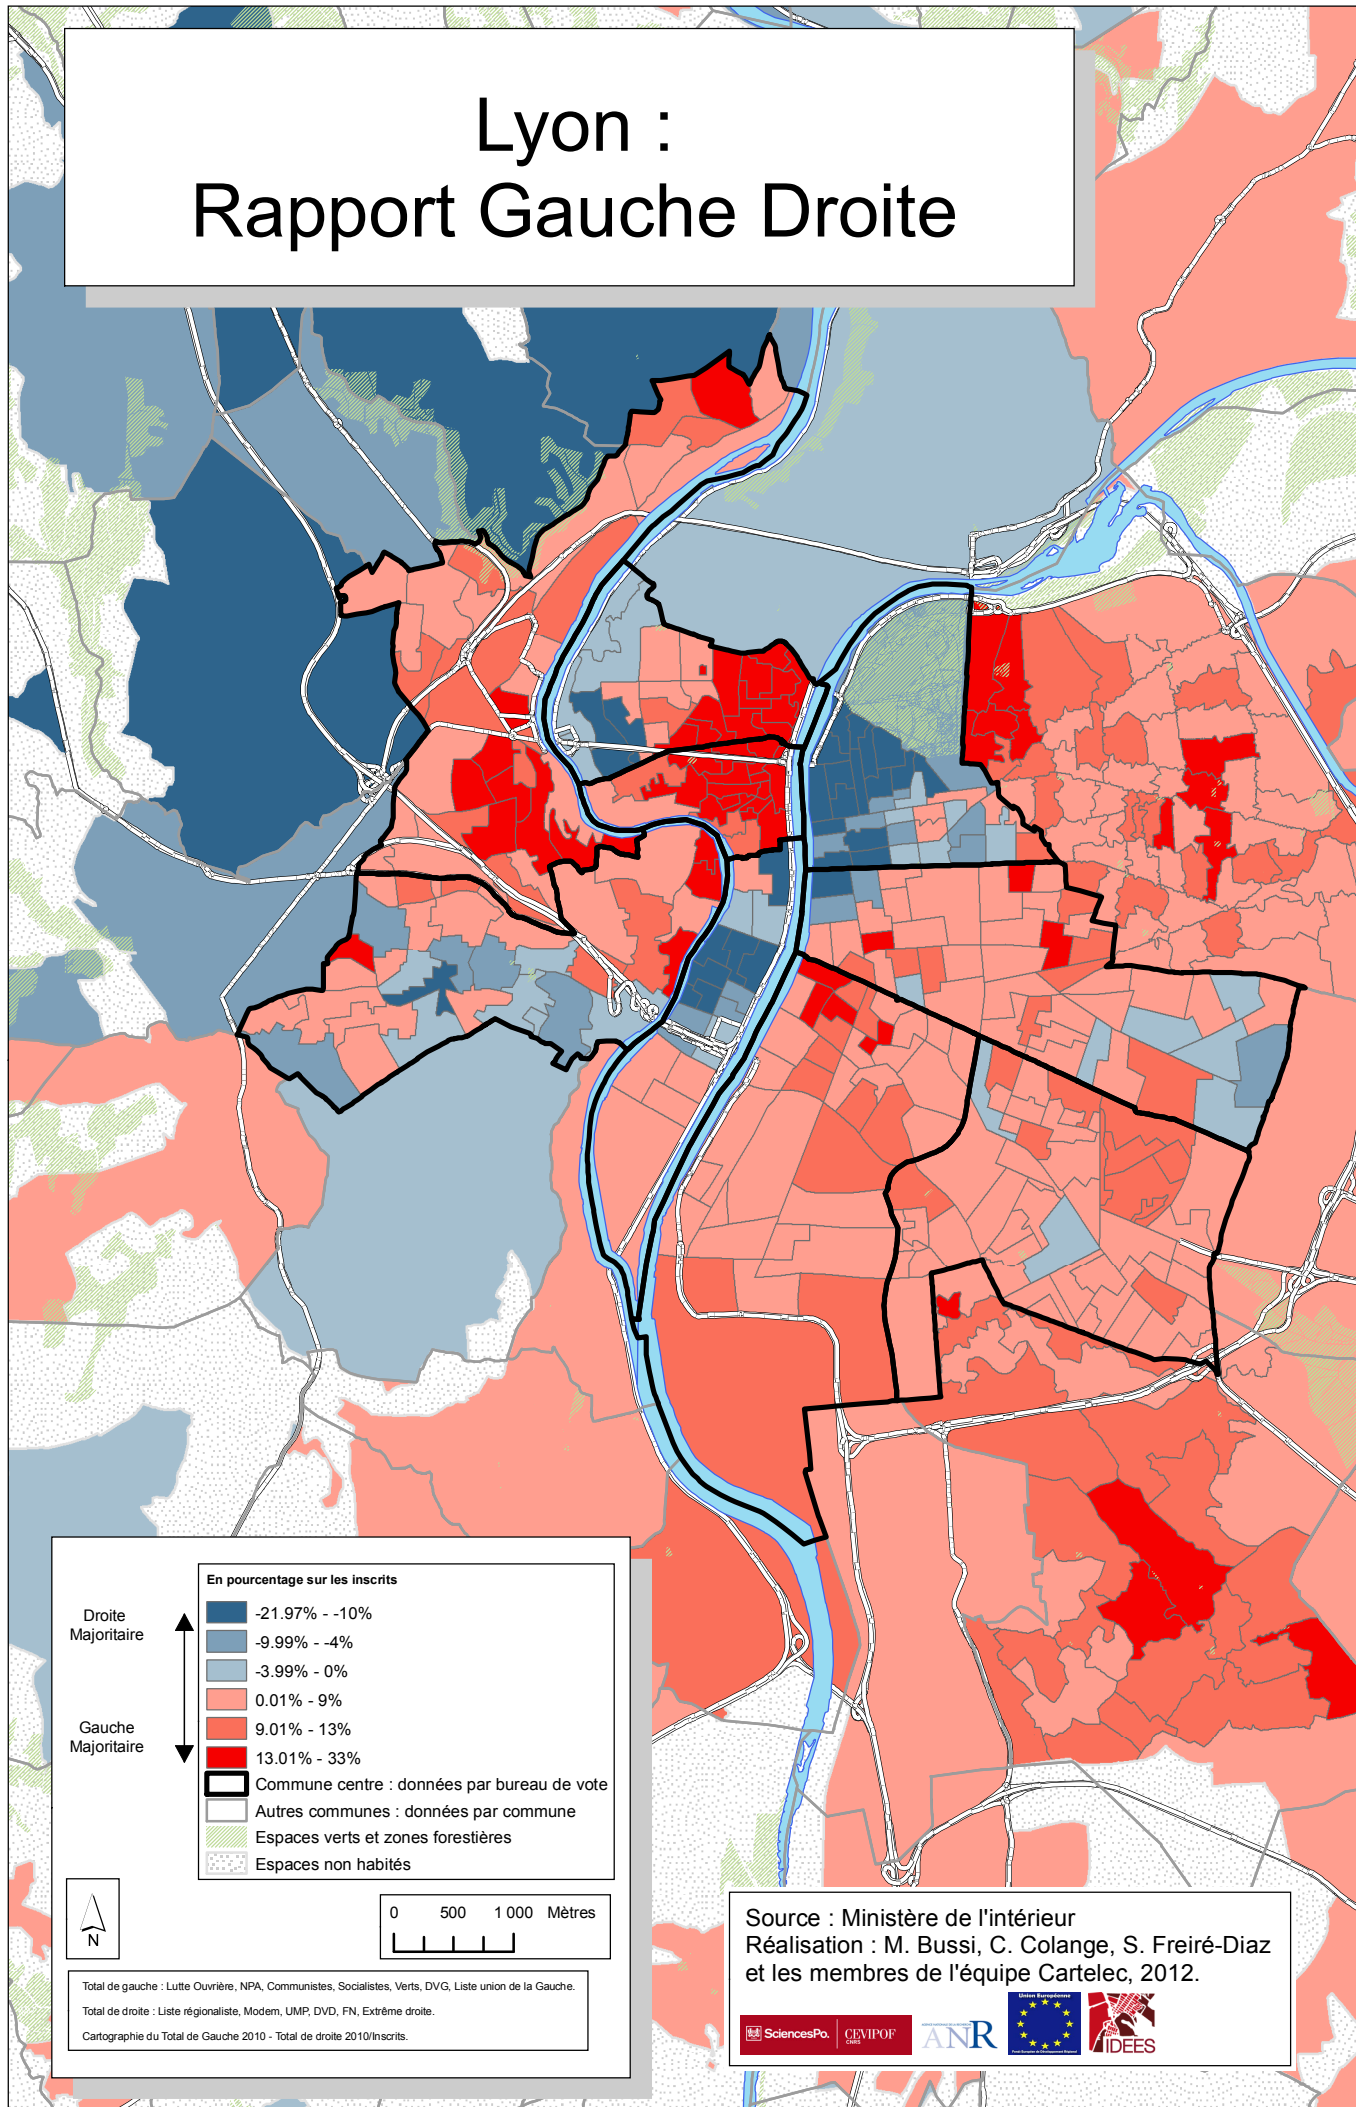 Lyon :
Rapport Gauche Droite
En pourcentage sur les inscrits
Droite
Majoritaire
Gauche
Majoritaire
-21.97% - -10%
-9.99% - -4%
-3.99% - 0%
0.01% - 9%
9.01% - 13%
13.01% - 33%
Commune centre : données par bureau de vote
Autres communes : données par commune
Espaces verts et zones forestières
Espaces non habités
N
0 500 1 000 Mètres
Total de gauche : Lutte Ouvrière, NPA, Communistes, Socialistes, Verts, DVG, Liste union de la Gauche.
Total de droite : Liste régionaliste, Modem, UMP, DVD, FN, Extrême droite.
Cartographie du Total de Gauche 2010 - Total de droite 2010/Inscrits.
Source : Ministère de l'intérieur
Réalisation : M. Bussi, C. Colange, S. Freiré-Diaz
et les membres de l'équipe Cartelec, 2012.
SciencesPo.
CEVIPOF
CNRS
ANR
Union Européenne
IDEES